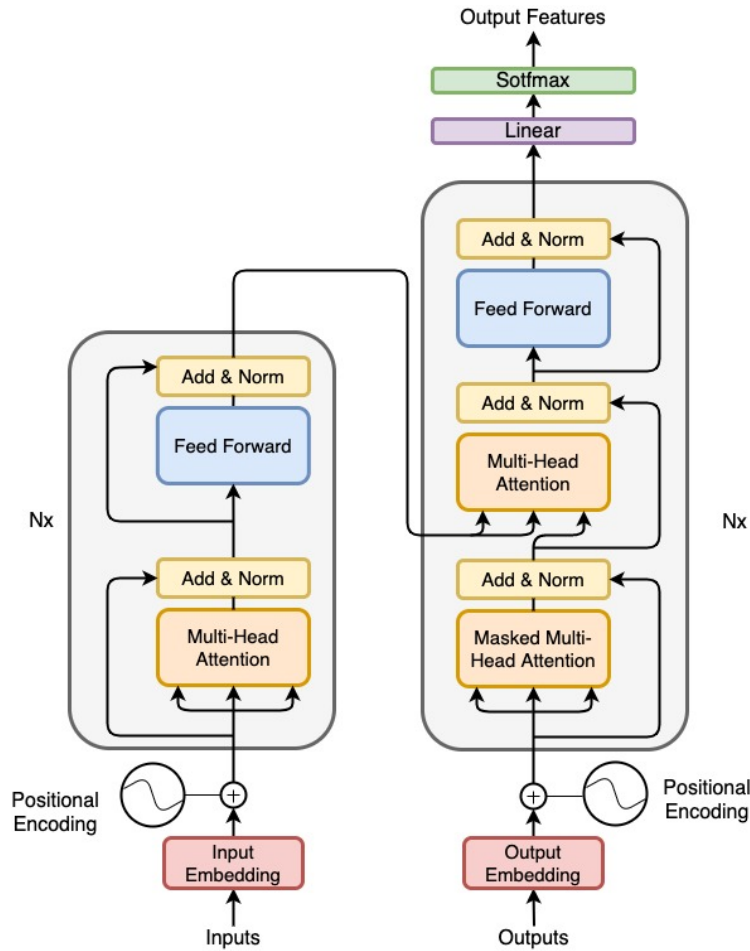 Output Features
Sotfmax
Linear
Add & Norm
Feed Forward
Add & Norm
Multi-Head
Attention
Add & Norm
Masked Multi-
Head Attention
Nx
Add & Norm
Feed Forward
Add & Norm
Multi-Head
Attention
Nx
Positional
Encoding
Positional
Encoding
Input
Embedding
Output
Embedding
Inputs
Outputs